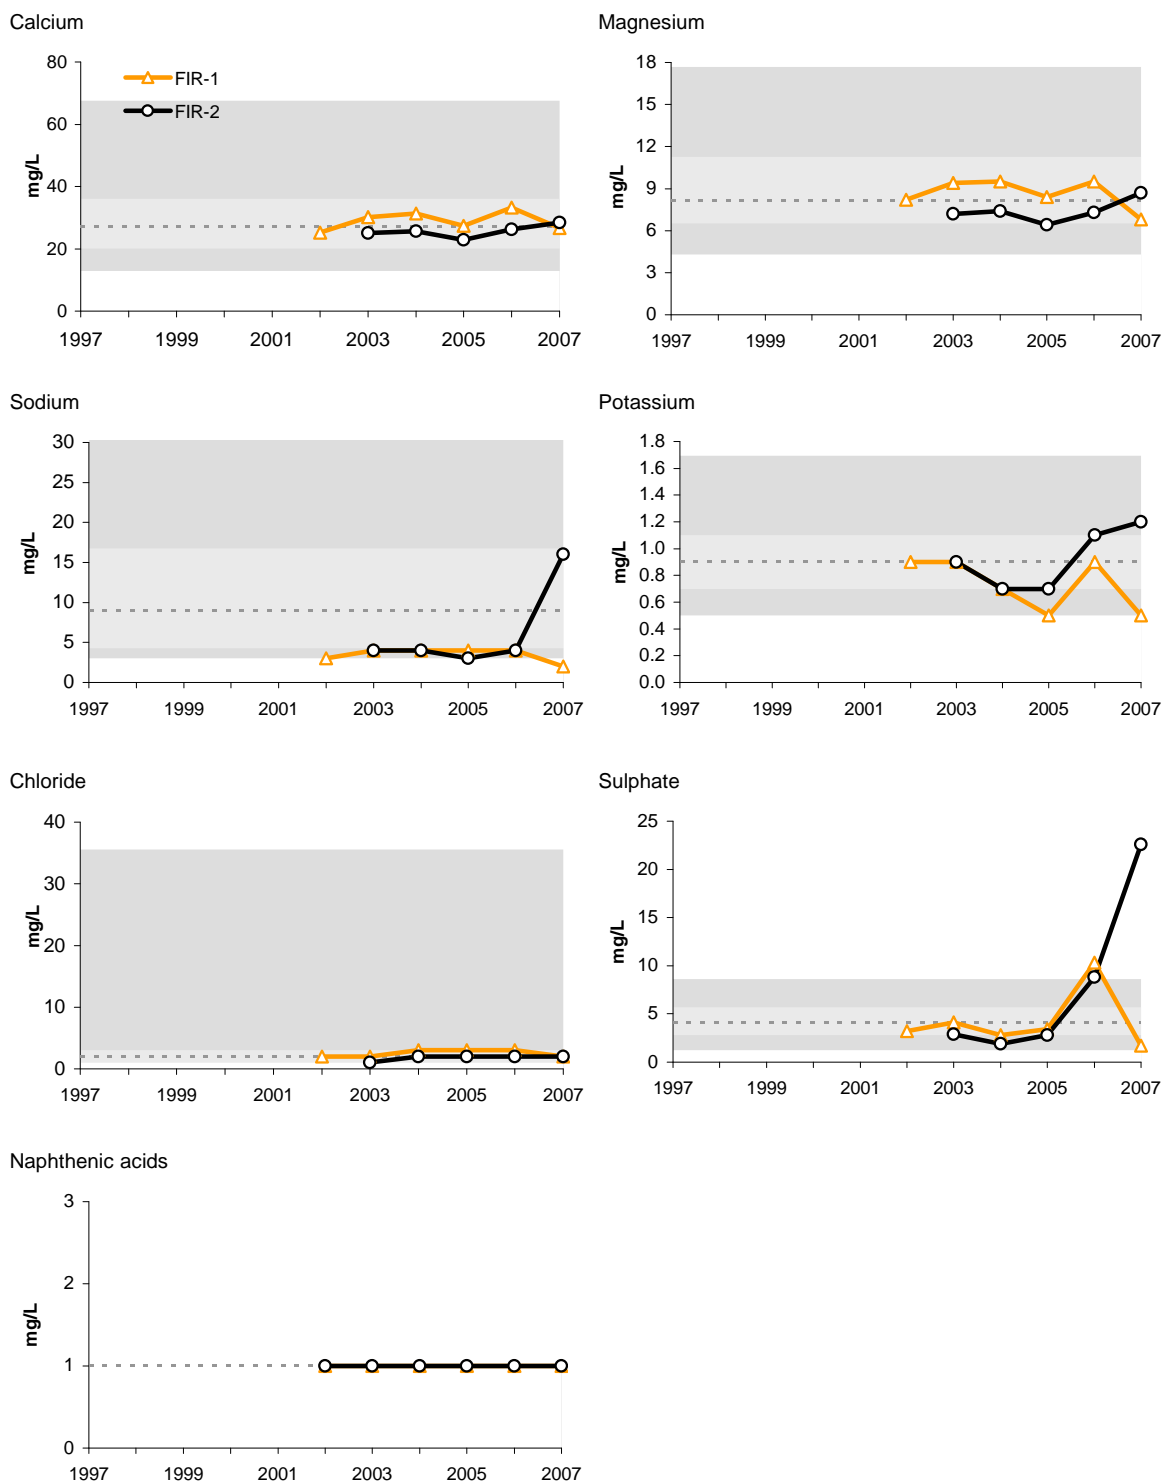 Calcium
80
60
40
20
0
mg/L
FIR-1
FIR-2
1997 1999 2001 2003 2005 2007
Magnesium
18
15
12
9
6
3
0
mg/L
1997 1999 2001 2003 2005 2007
Sodium
30
25
20
15
10
5
0
mg/L
1997 1999 2001 2003 2005 2007
Potassium
1.8
1.6
1.4
1.2
1.0
0.8
0.6
0.4
0.2
0.0
mg/L
1997 1999 2001 2003 2005 2007
Chloride
40
30
20
10
0
mg/L
1997 1999 2001 2003 2005 2007
Sulphate
25
20
15
10
5
0
mg/L
1997 1999 2001 2003 2005 2007
Naphthenic acids
3
2
1
0
mg/L
1997 1999 2001 2003 2005 2007